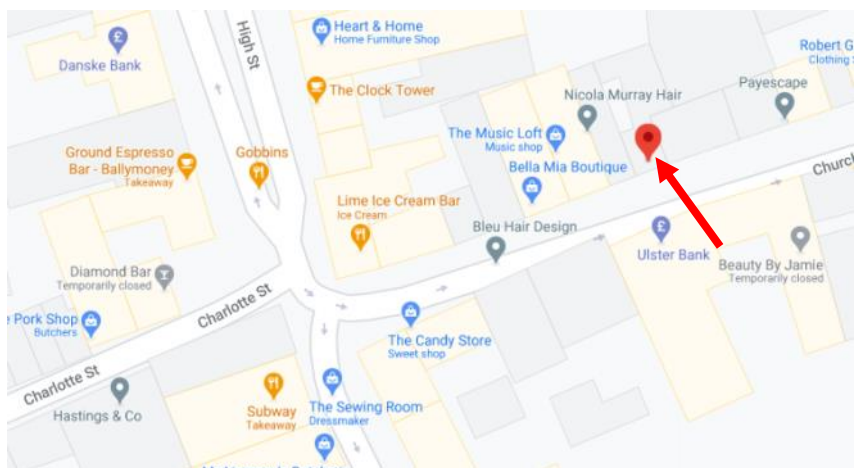 Heart & Home
Home Furniture Shop
High St
£
Danske Bank
Robert G
Clothing S
The Clock Tower
Payescape
Nicola Murray Hair
The Music Loft
Music shop
Ground Espresso
Bar - Ballymoney
Takeaway
Gobbins
Bella Mia Boutique
Church
Lime Ice Cream Bar
Ice Cream
£
Bleu Hair Design
Ulster Bank
Beauty By Jamie
Temporarily closed
Diamond Bar
Temporarily closed
Charlotte St
e Pork Shop
Butchers
The Candy Store
Sweet shop
Charlotte St
Hastings & Co
Subway
Takeaway
The Sewing Room
Dressmaker